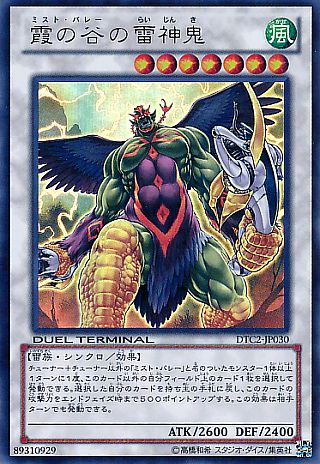 ミスト・バレー らいじんき
霞の谷の雷神鬼
風
DUEL TERMINAL DTC2-JP030
【雷族・シンクロ/効果】
チューナー+チューナー以外の「ミスト・バレー」と名のついたモンスター1体以上
1ターンに1度、このカード以外の自分フィールド上のカード1枚を選択して
発動できる。選択した自分のカードを持ち主の手札に戻し、このカードの
攻撃力をエンドフェイズ時まで500ポイントアップする。この効果は相手
ターンでも発動できる。
ATK/2600 DEF/2400
89310929 ©高橋和希 スタジオ・ダイス/集英社